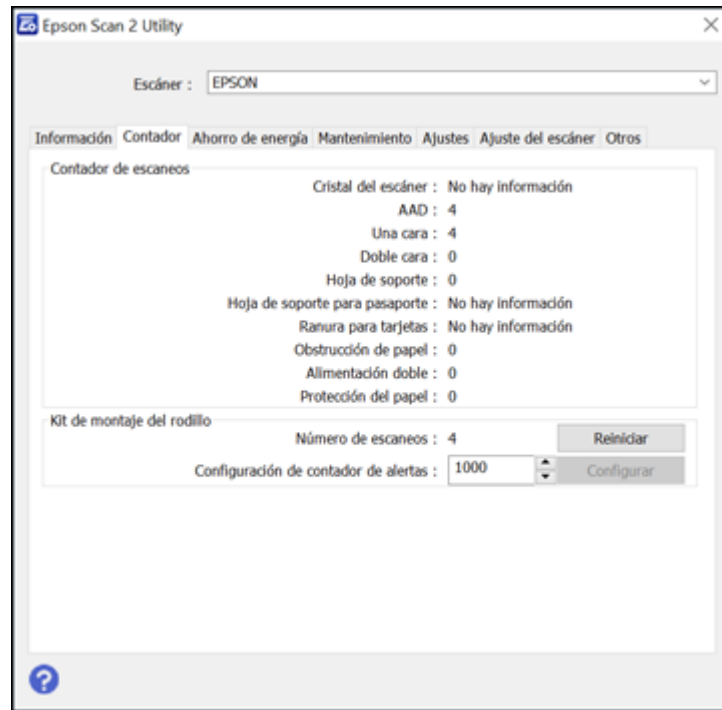 Epson Scan 2 Utility
Escáner : EPSON
Información Contador Ahorro de energía Mantenimiento Ajustes Ajuste del escáner Otros
Contador de escaneos
Cristal del escáner : No hay información
AAD : 4
Una cara : 4
Doble cara : 0
Hoja de soporte : 0
Hoja de soporte para pasaporte : No hay información
Ranura para tarjetas : No hay información
Obstrucción de papel : 0
Alimentación doble : 0
Protección del papel : 0
Kit de montaje del rodillo
Número de escaneos : 4 Reiniciar
Configuración de contador de alertas : 1000 Configurar
?